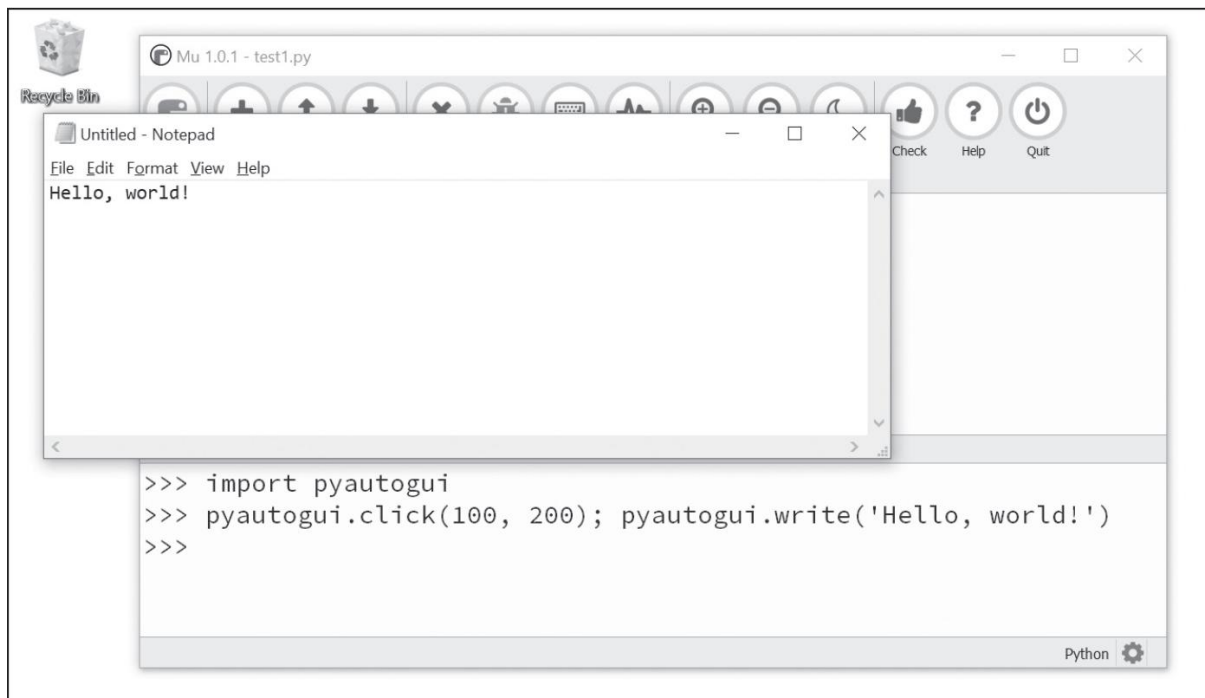 Recycle Bin
Mu 1.0.1 - test1.py
Untitled - Notepad
File Edit Format View Help
Hello, world!
Check Help Quit
>>> import pyautogui
>>> pyautogui.click(100, 200); pyautogui.write('Hello, world!')
>>>
Python